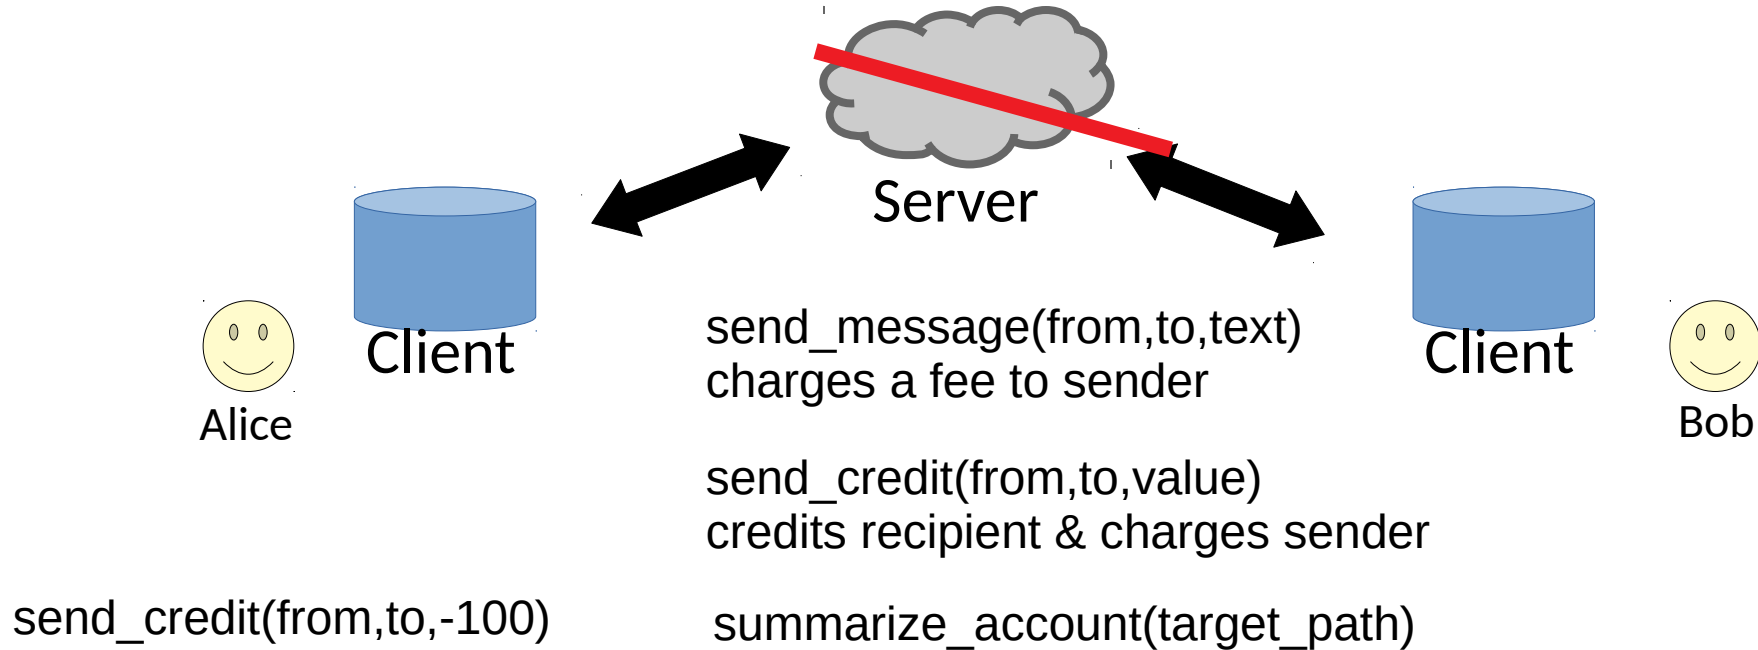 Server
Client
Client
Alice
Bob
send_message(from,to,text)
charges a fee to sender
send_credit(from,to,value)
credits recipient & charges sender
send_credit(from,to,-100)
summarize_account(target_path)